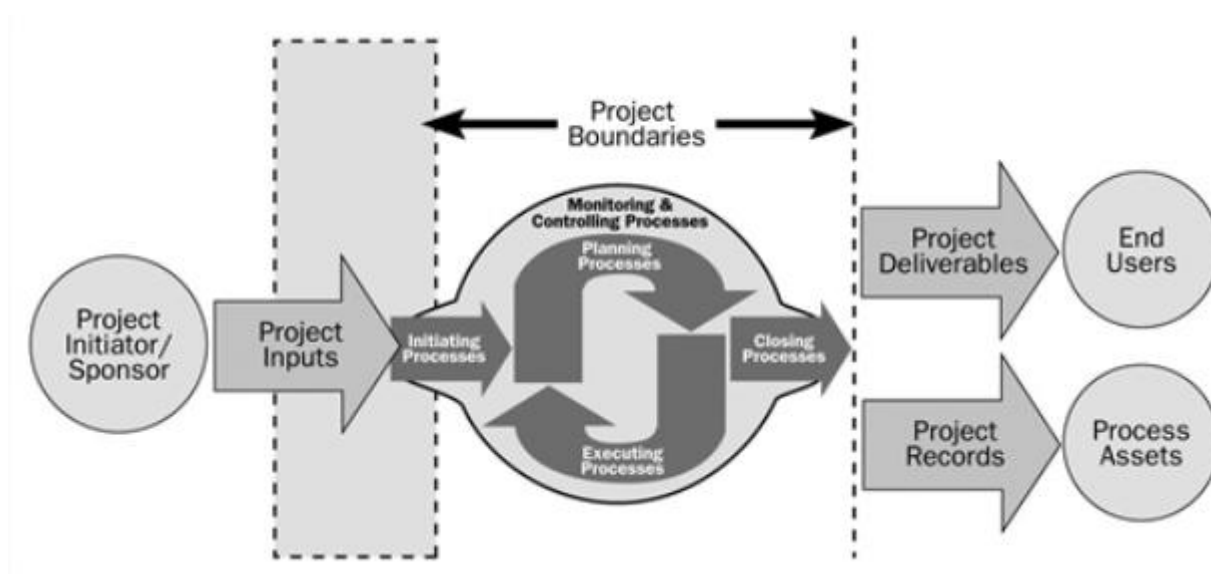 Project
Boundaries
Monitoring &
Controlling Processes
Planning
Processes
Project
Initiator/
Sponsor
Project
Inputs
Initiating
Processes
Closing
Processes
Executing
Processes
Project
Deliverables
End
Users
Project
Records
Process
Assets